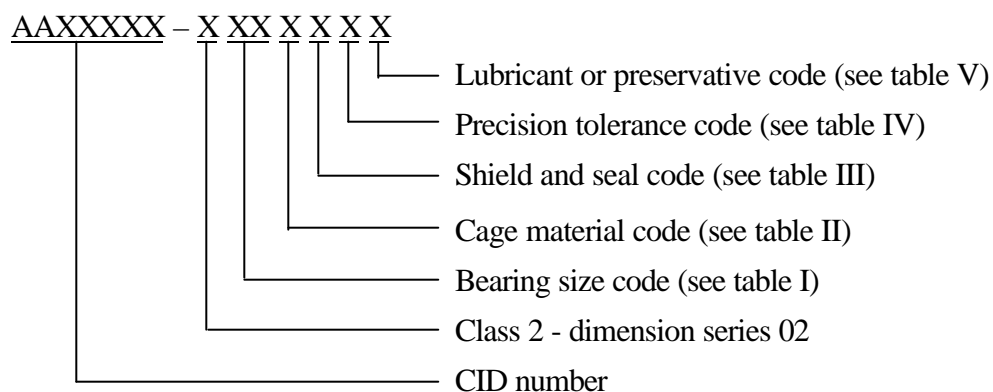 AAXXXXX – X XX X X X X
Lubricant or preservative code (see table V)
Precision tolerance code (see table IV)
Shield and seal code (see table III)
Cage material code (see table II)
Bearing size code (see table I)
Class 2 - dimension series 02
CID number